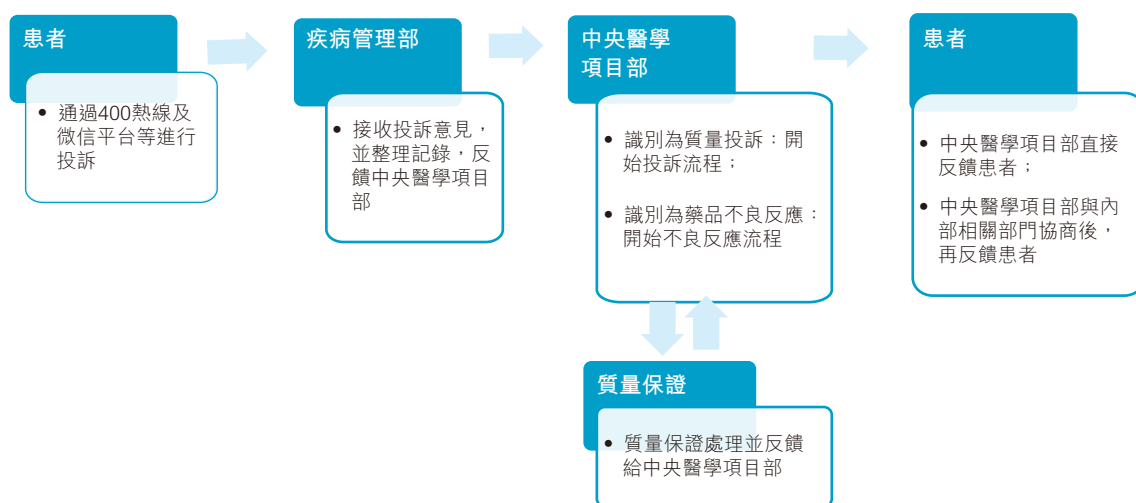 患者
• 通過400熱線及
微信平台等進行
投訴
疾病管理部
• 接收投訴意見，
並整理記錄，反
饋中央醫學項目
部
中央醫學
項目部
• 識別為質量投訴：開
始投訴流程；
• 識別為藥品不良反應：
開始不良反應流程
患者
• 中央醫學項目部直接
反饋患者；
• 中央醫學項目部與內
部相關部門協商後，
再反饋患者
質量保證
• 質量保證處理並反饋
給中央醫學項目部